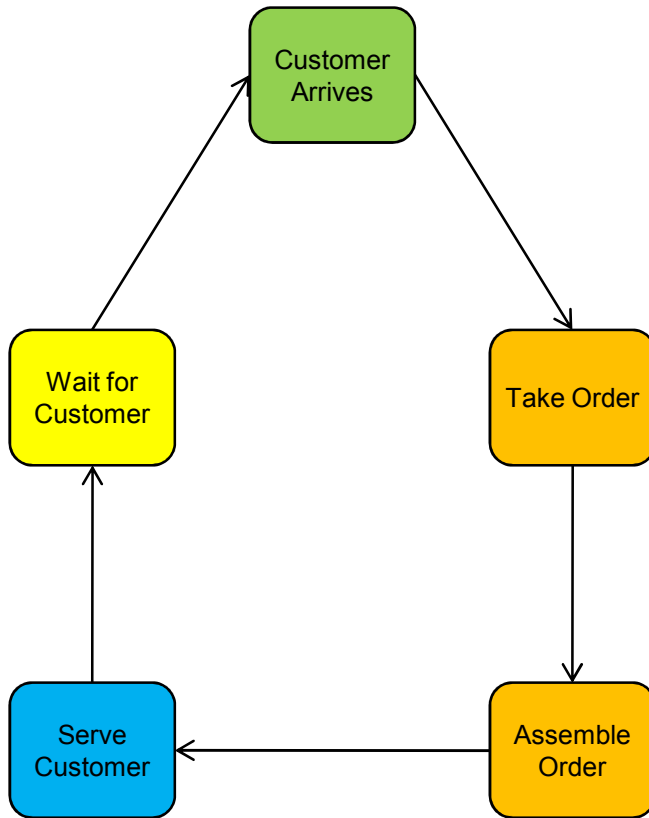 Customer
Arrives
Wait for
Customer
Take Order
Serve
Customer
Assemble
Order